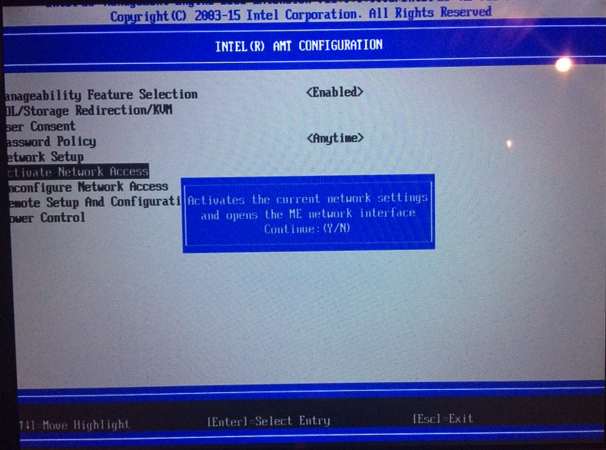 Copyright(C) 2003-15 Intel Corporation. All Rights Reserved
INTEL(R) AMT CONFIGURATION
anageability Feature Selection <Enabled>
OL/Storage Redirection/KVM
ser Consent
assword Policy <Anytime>
etwork Setup
ctivate Network Access
nconfigure Network Access
emote Setup And Configurati
ower Control
Activates the current network settings
and opens the ME network interface
Continue:(Y/N)
[↑↓]=Move Highlight [Enter]=Select Entry [Esc]=Exit